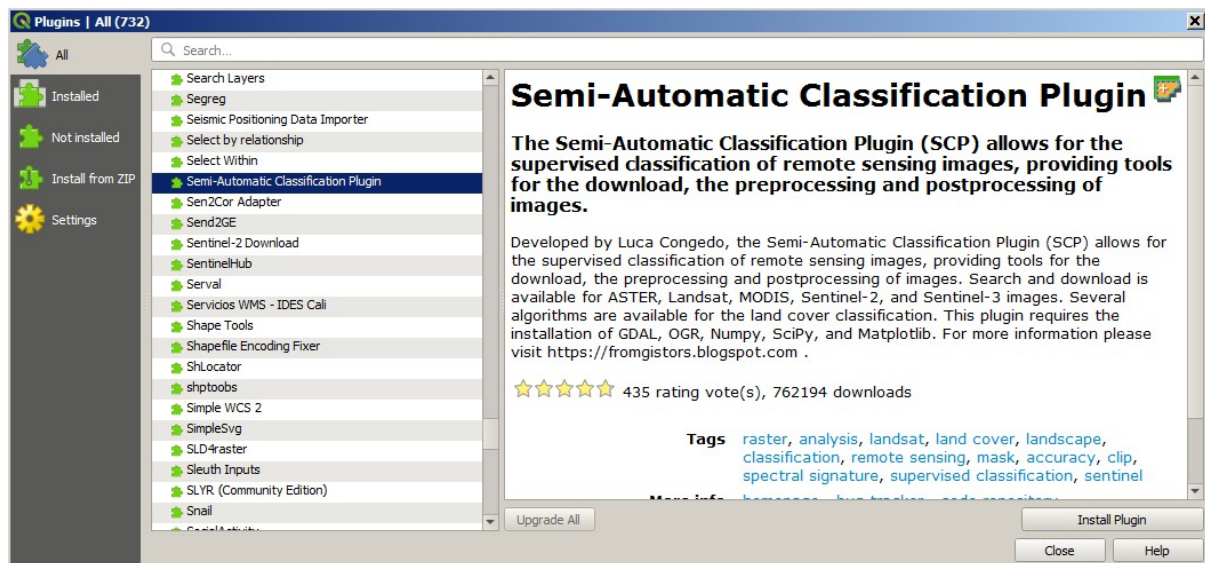 Plugins | All (732)
All
Installed
Not installed
Install from ZIP
Settings
Search...
Search Layers
Segreg
Seismic Positioning Data Importer
Select by relationship
Select Within
Semi-Automatic Classification Plugin
Sen2Cor Adapter
Send2GE
Sentinel-2 Download
SentinelHub
Serval
Servicios WMS - IDES Cali
Shape Tools
Shapefile Encoding Fixer
ShLocator
shptoobs
Simple WCS 2
SimpleSvg
SLD4raster
Sleuth Inputs
SLYR (Community Edition)
Snail
SocialActivity
Semi-Automatic Classification Plugin
The Semi-Automatic Classification Plugin (SCP) allows for the
supervised classification of remote sensing images, providing tools
for the download, the preprocessing and postprocessing of
images.
Developed by Luca Congedo, the Semi-Automatic Classification Plugin (SCP) allows for
the supervised classification of remote sensing images, providing tools for the
download, the preprocessing and postprocessing of images. Search and download is
available for ASTER, Landsat, MODIS, Sentinel-2, and Sentinel-3 images. Several
algorithms are available for the land cover classification. This plugin requires the
installation of GDAL, OGR, Numpy, SciPy, and Matplotlib. For more information please
visit https://fromgistors.blogspot.com .
435 rating vote(s), 762194 downloads
Tags raster, analysis, landsat, land cover, landscape,
classification, remote sensing, mask, accuracy, clip,
spectral signature, supervised classification, sentinel
More info homepage bug tracker code repository
Upgrade All
Install Plugin
Close
Help